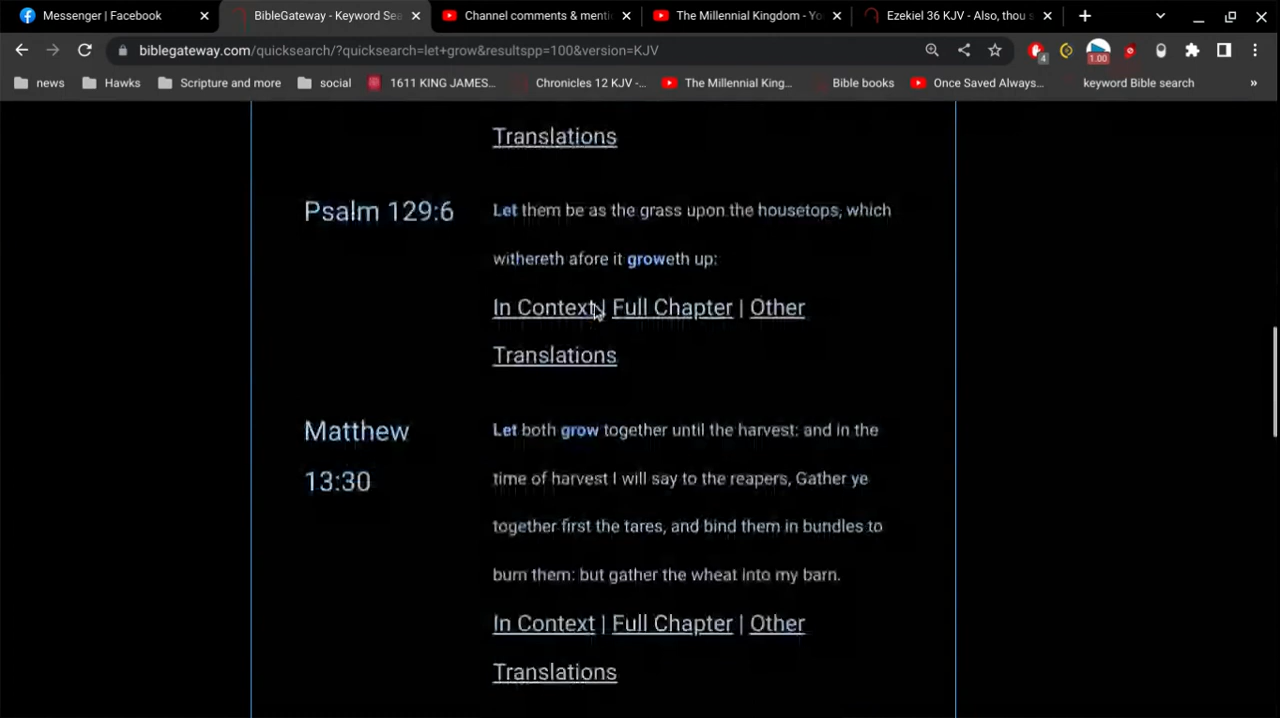 Messenger | Facebook
BibleGateway - Keyword Sea
Channel comments & menti
The Millennial Kingdom - Yo
Ezekiel 36 KJV - Also, thou s
biblegateway.com/quicksearch/?quicksearch=let+grow&resultspp=100&version=KJV
4
1.00
news
Hawks
Scripture and more
social
1611 KING JAMES...
Chronicles 12 KJV -...
The Millennial King...
Bible books
Once Saved Always...
keyword Bible search
»
Translations
Psalm 129:6
Let them be as the grass upon the housetops, which
withereth afore it groweth up:
In Context | Full Chapter | Other
Translations
Matthew
13:30
Let both grow together until the harvest: and in the
time of harvest I will say to the reapers, Gather ye
together first the tares, and bind them in bundles to
burn them: but gather the wheat into my barn.
In Context | Full Chapter | Other
Translations